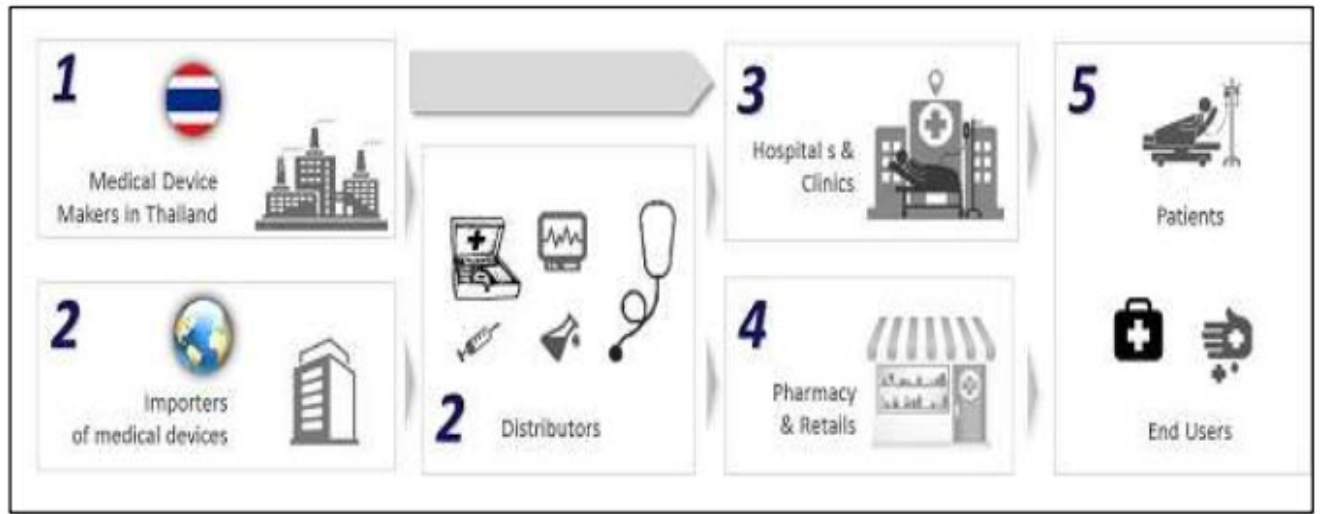 1
Medical Device
Makers in Thailand
2
Importers
of medical devices
2 Distributors
3
Hospital s &
Clinics
4
Pharmacy
& Retails
5
Patients
End Users